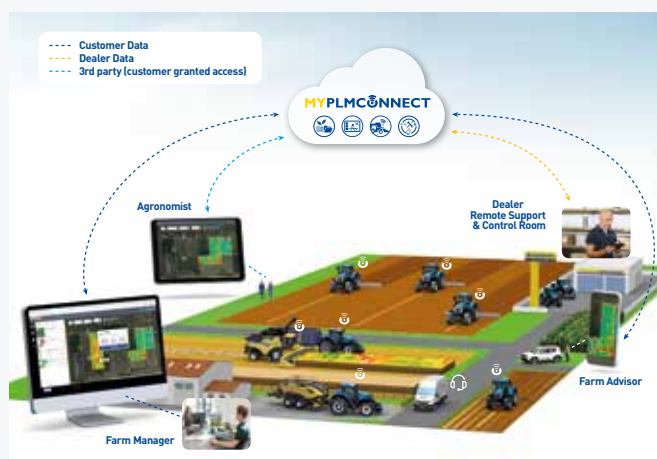 Customer Data
Dealer Data
3rd party (customer granted access)
MYPLMCONNECT
Agronomist
Dealer
Remote Support
& Control Room
Farm Advisor
Farm Manager